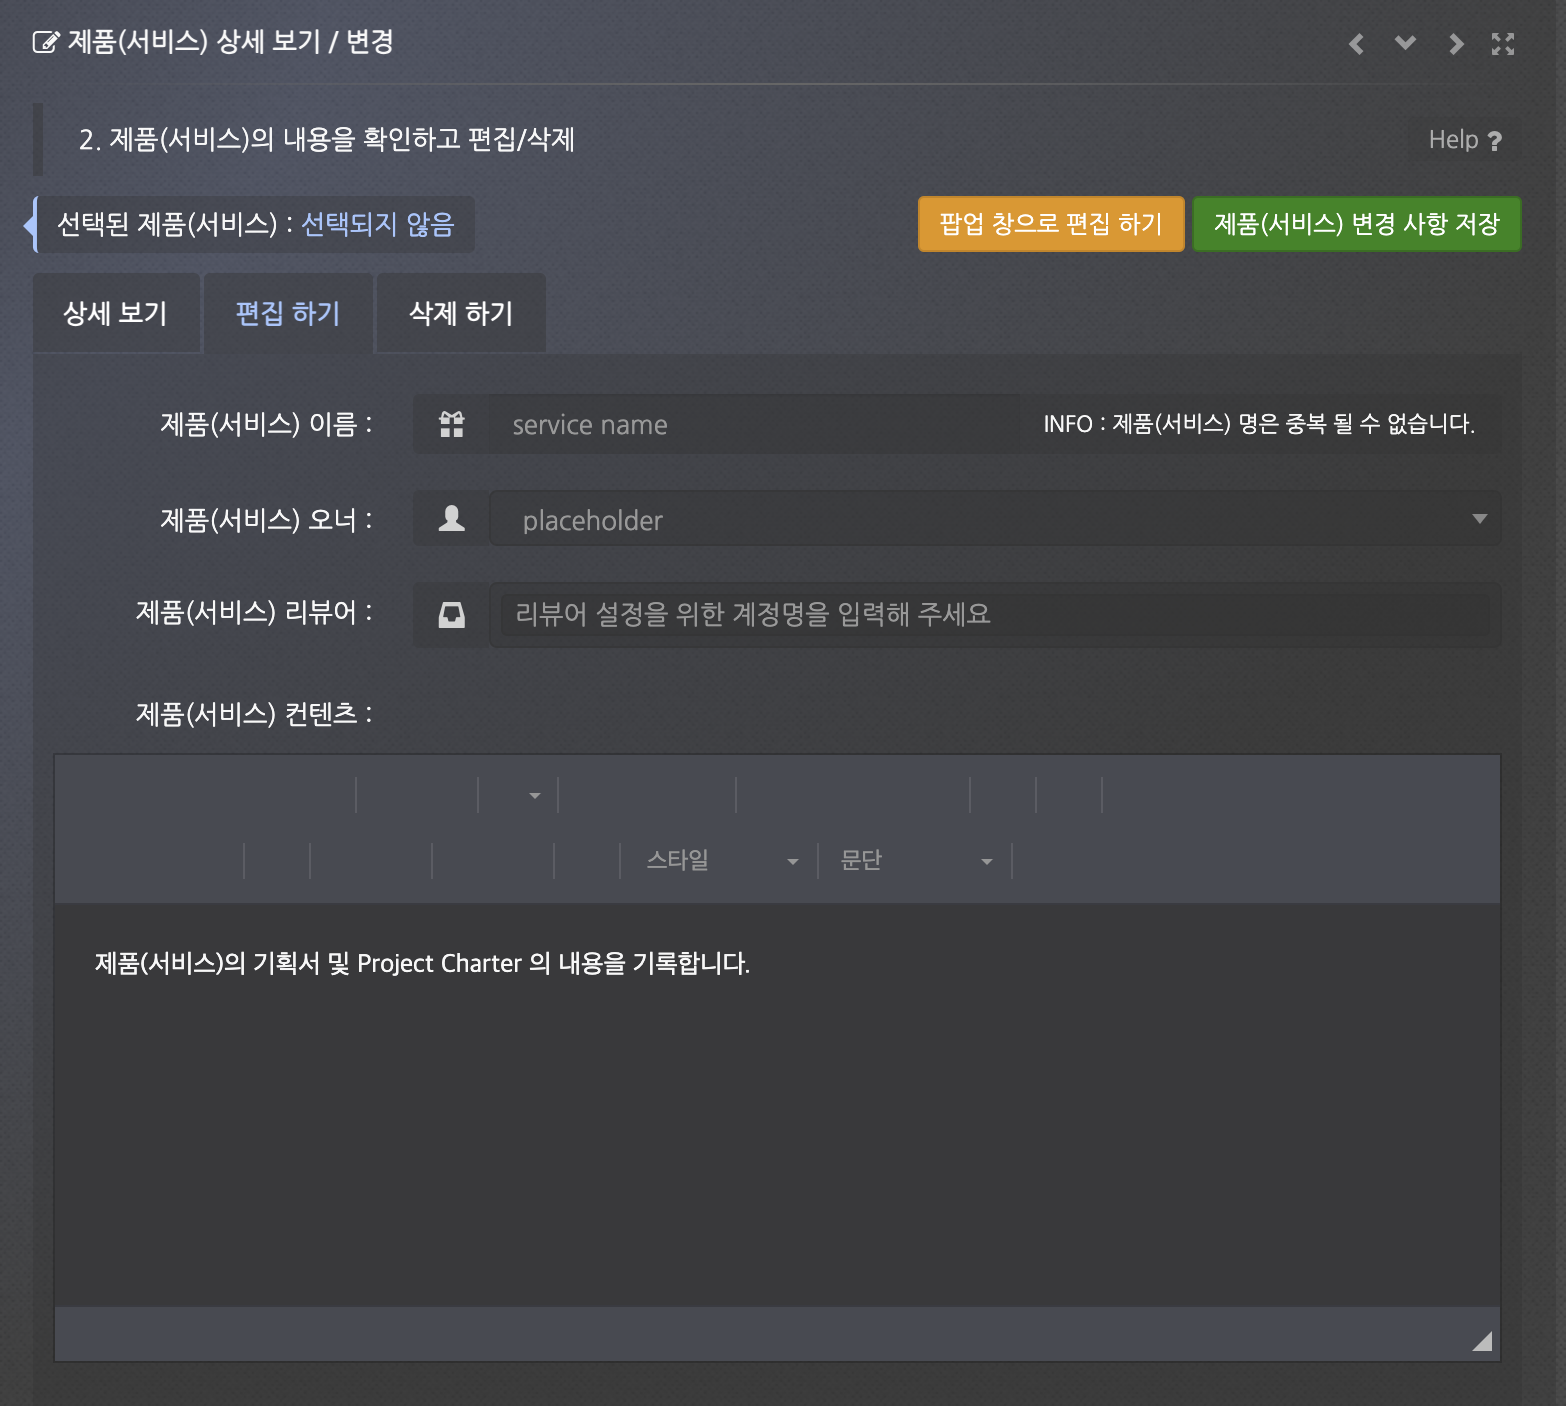 제품(서비스) 상세 보기 / 변경
2. 제품(서비스)의 내용을 확인하고 편집/삭제
Help ?
선택된 제품(서비스) : 선택되지 않음
팝업 창으로 편집 하기
제품(서비스) 변경 사항 저장
상세 보기
편집 하기
삭제 하기
제품(서비스) 이름 :
service name
INFO : 제품(서비스) 명은 중복 될 수 없습니다.
제품(서비스) 오너 :
placeholder
제품(서비스) 리뷰어 :
리뷰어 설정을 위한 계정명을 입력해 주세요
제품(서비스) 컨텐츠 :
스타일
문단
제품(서비스)의 기획서 및 Project Charter 의 내용을 기록합니다.